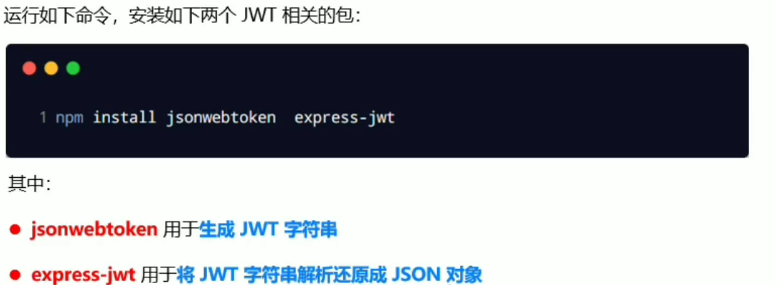 运行如下命令，安装如下两个 JWT 相关的包：
1 npm install jsonwebtoken  express-jwt
其中：
● jsonwebtoken 用于生成 JWT 字符串
● express-jwt 用于将 JWT 字符串解析还原成 JSON 对象